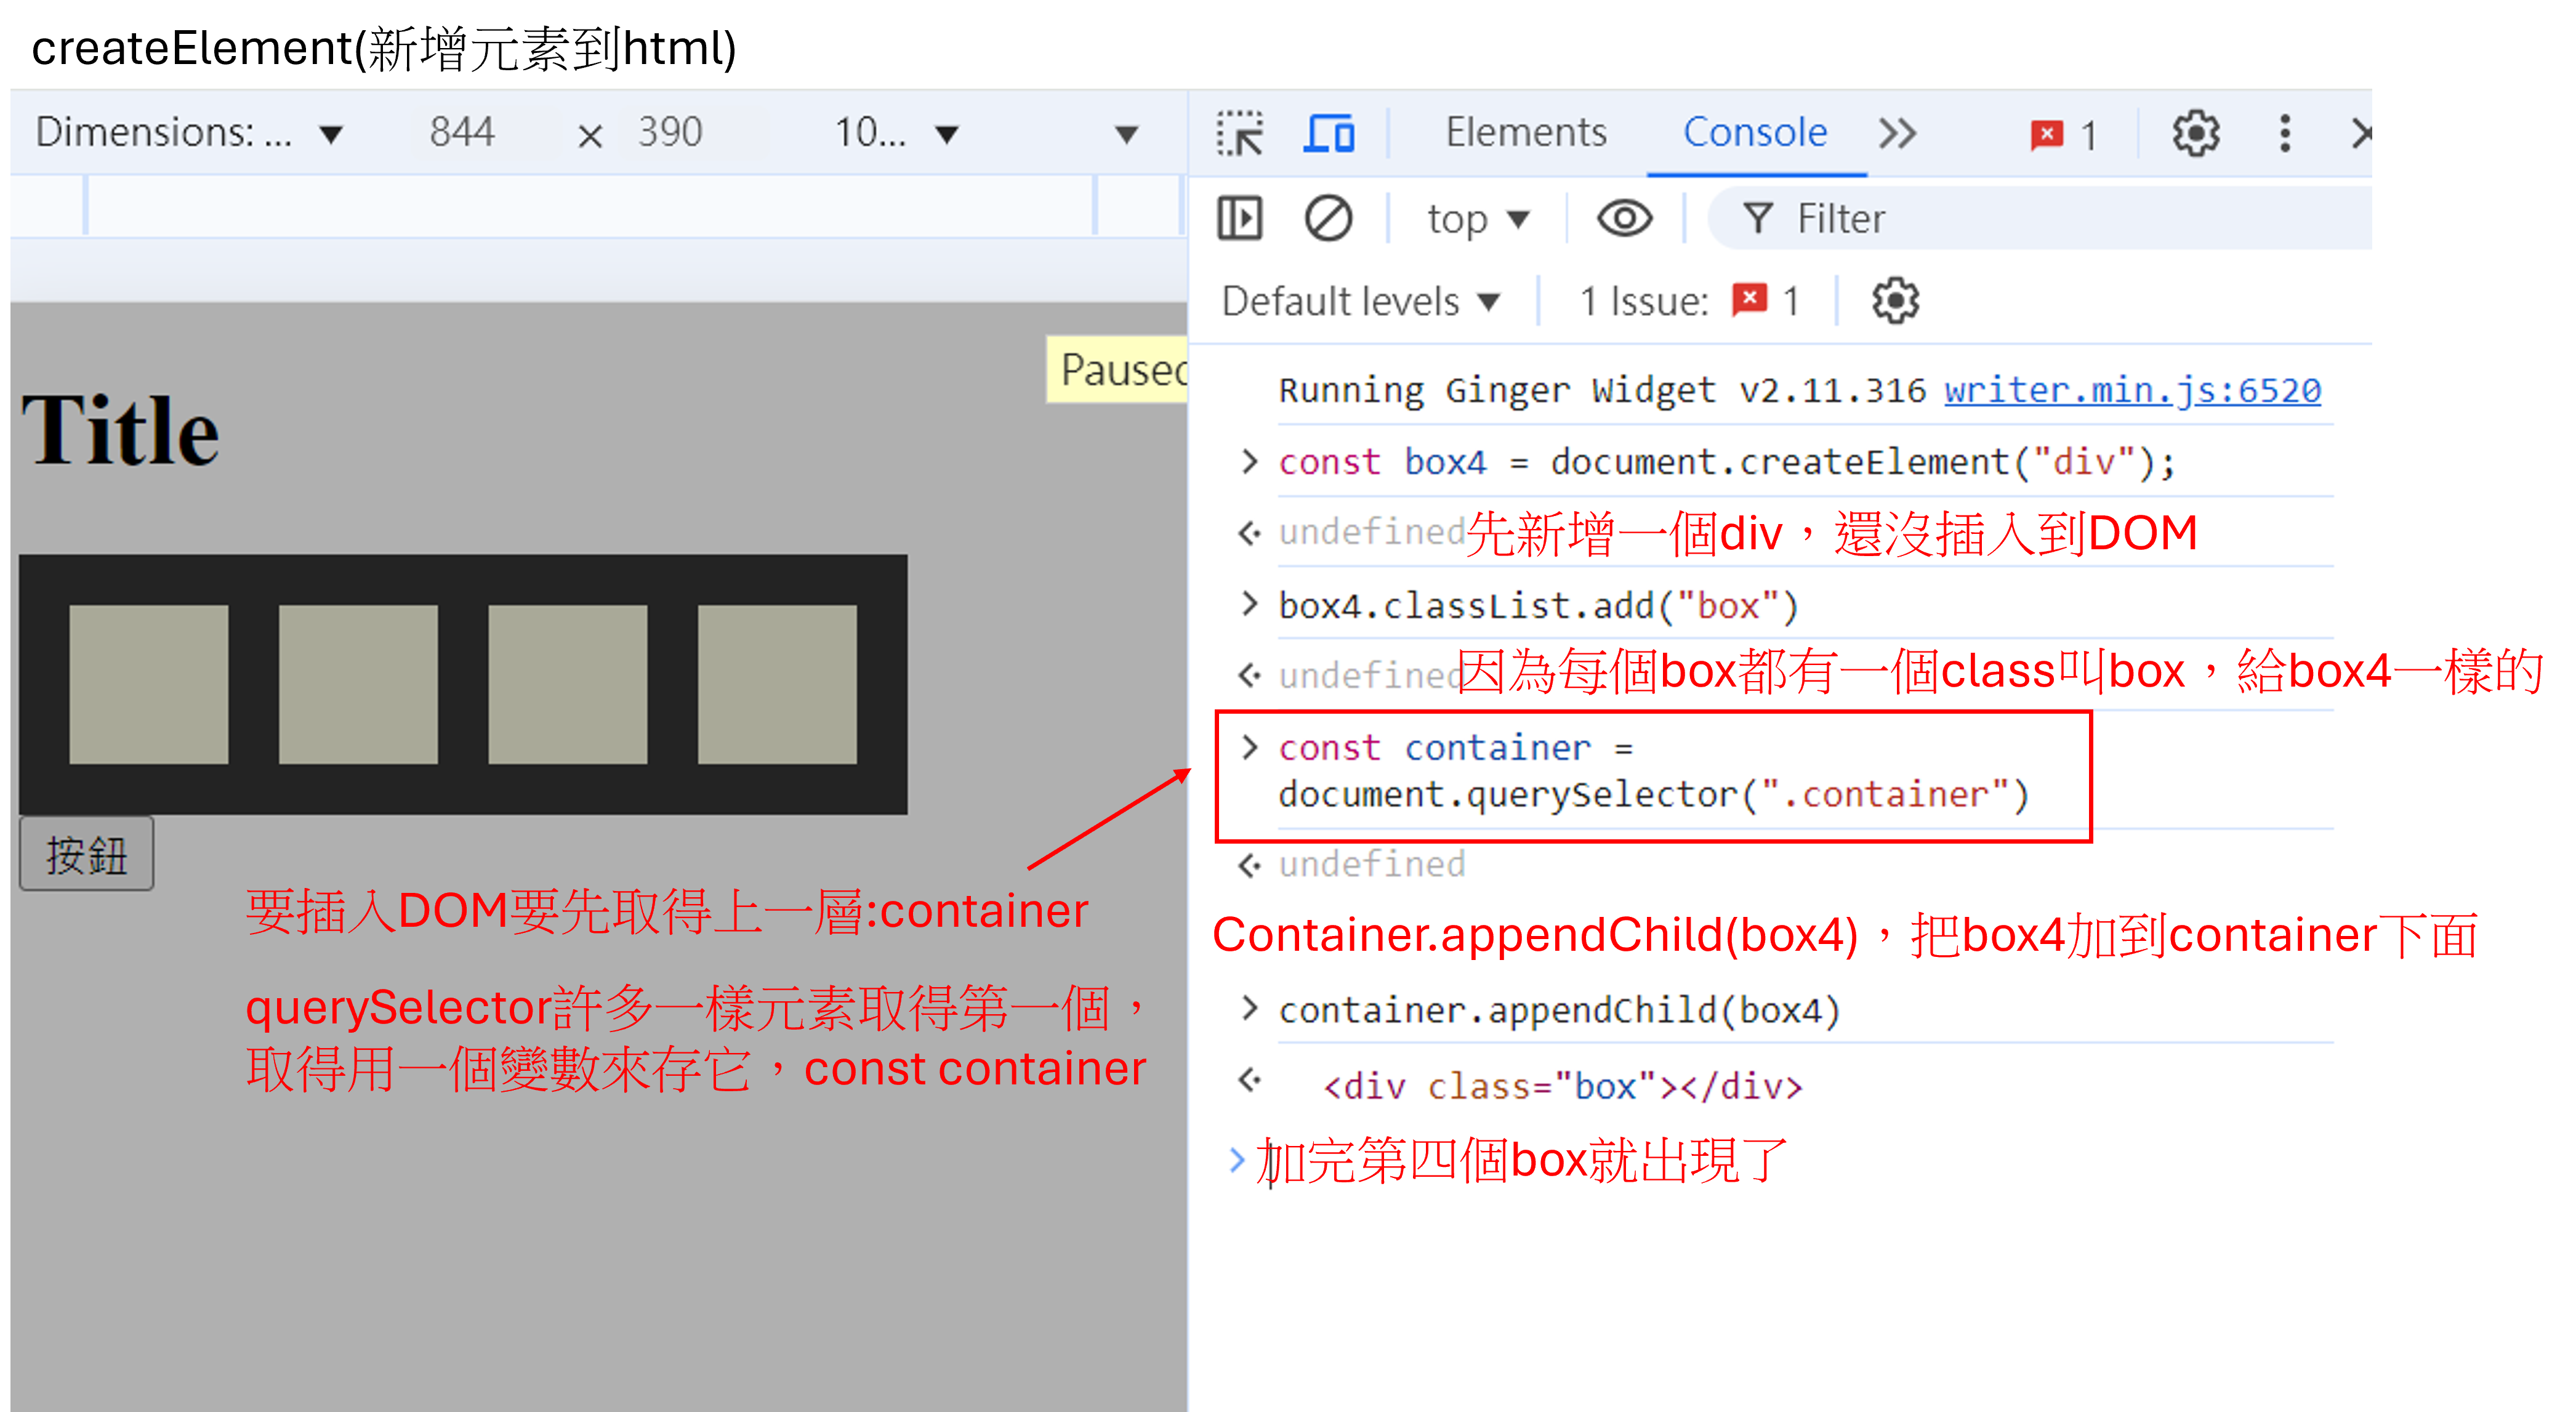 createElement(新增元素到html)
Dimensions: ... ▼ 844 × 390 10... ▼ ▼
Elements Console 1
top ▼ Filter
Default levels ▼ 1 Issue: 1
Paused
Title
按鈕
要插入DOM要先取得上一層:container
querySelector許多一樣元素取得第一個，
取得用一個變數來存它，const container
Running Ginger Widget v2.11.316 writer.min.js:6520
> const box4 = document.createElement("div");
undefined先新增一個div，還沒插入到DOM
> box4.classList.add("box")
undefined因為每個box都有一個class叫box，給box4一樣的
> const container =
document.querySelector(".container")
undefined
Container.appendChild(box4)，把box4加到container下面
> container.appendChild(box4)
<div class="box"></div>
> 加完第四個box就出現了